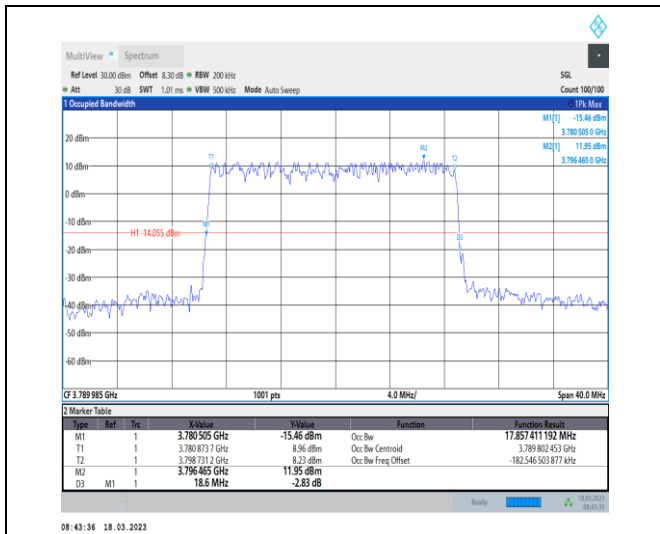 MultiView Spectrum
Ref Level 30.00 dBm Offset 8.30 dB RBW 200 kHz SGL
Att 30 dB SWT 1.01 ms VBW 500 kHz Mode Auto Sweep Count 100/100
1 Occupied Bandwidth 1Pk Max
M1[1] -15.46 dBm
3.780 505 0 GHz
M2[1] 11.95 dBm
3.796 465 0 GHz
20 dBm
M2
T1 T2
10 dBm
0 dBm
-10 dBm
M1
H1 -14.055 dBm
D3
-20 dBm
-30 dBm
-40 dBm
-50 dBm
-60 dBm
CF 3.789 985 GHz 1001 pts 4.0 MHz/ Span 40.0 MHz
2 Marker Table
Type Ref Trc X-Value Y-Value Function Function Result
M1 1 3.780 505 GHz -15.46 dBm Occ Bw 17.857 411 192 MHz
T1 1 3.780 873 7 GHz 8.96 dBm Occ Bw Centroid 3.789 802 453 GHz
T2 1 3.798 731 2 GHz 8.23 dBm Occ Bw Freq Offset -182.546 503 877 kHz
M2 1 3.796 465 GHz 11.95 dBm
D3 M1 1 18.6 MHz -2.83 dB
Ready 18.03.2023
08:43:35
08:43:36 18.03.2023